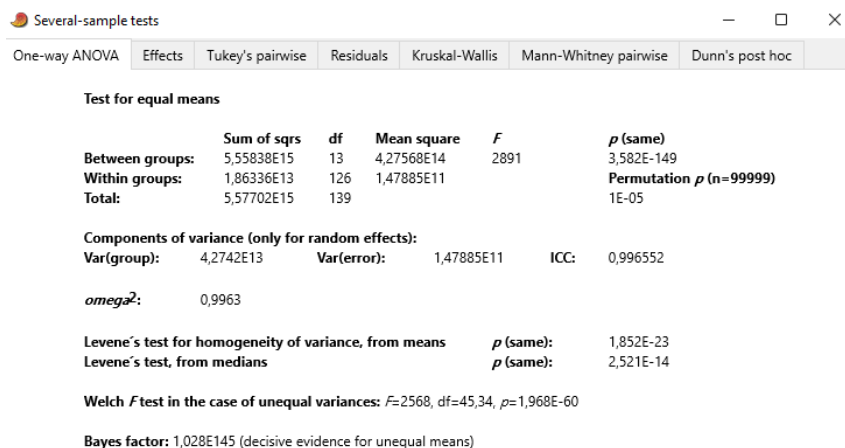 Several-sample tests
One-way ANOVA Effects Tukey's pairwise Residuals Kruskal-Wallis Mann-Whitney pairwise Dunn's post hoc
Test for equal means
Sum of sqrs df Mean square F p (same)
Between groups: 5,55838E15 13 4,27568E14 2891 3,582E-149
Within groups: 1,86336E13 126 1,47885E11 Permutation p (n=99999)
Total: 5,57702E15 139 1E-05
Components of variance (only for random effects):
Var(group): 4,2742E13 Var(error): 1,47885E11 ICC: 0,996552
omega2: 0,9963
Levene´s test for homogeneity of variance, from means p (same): 1,852E-23
Levene´s test, from medians p (same): 2,521E-14
Welch F test in the case of unequal variances: F=2568, df=45,34, p=1,968E-60
Bayes factor: 1,028E145 (decisive evidence for unequal means)